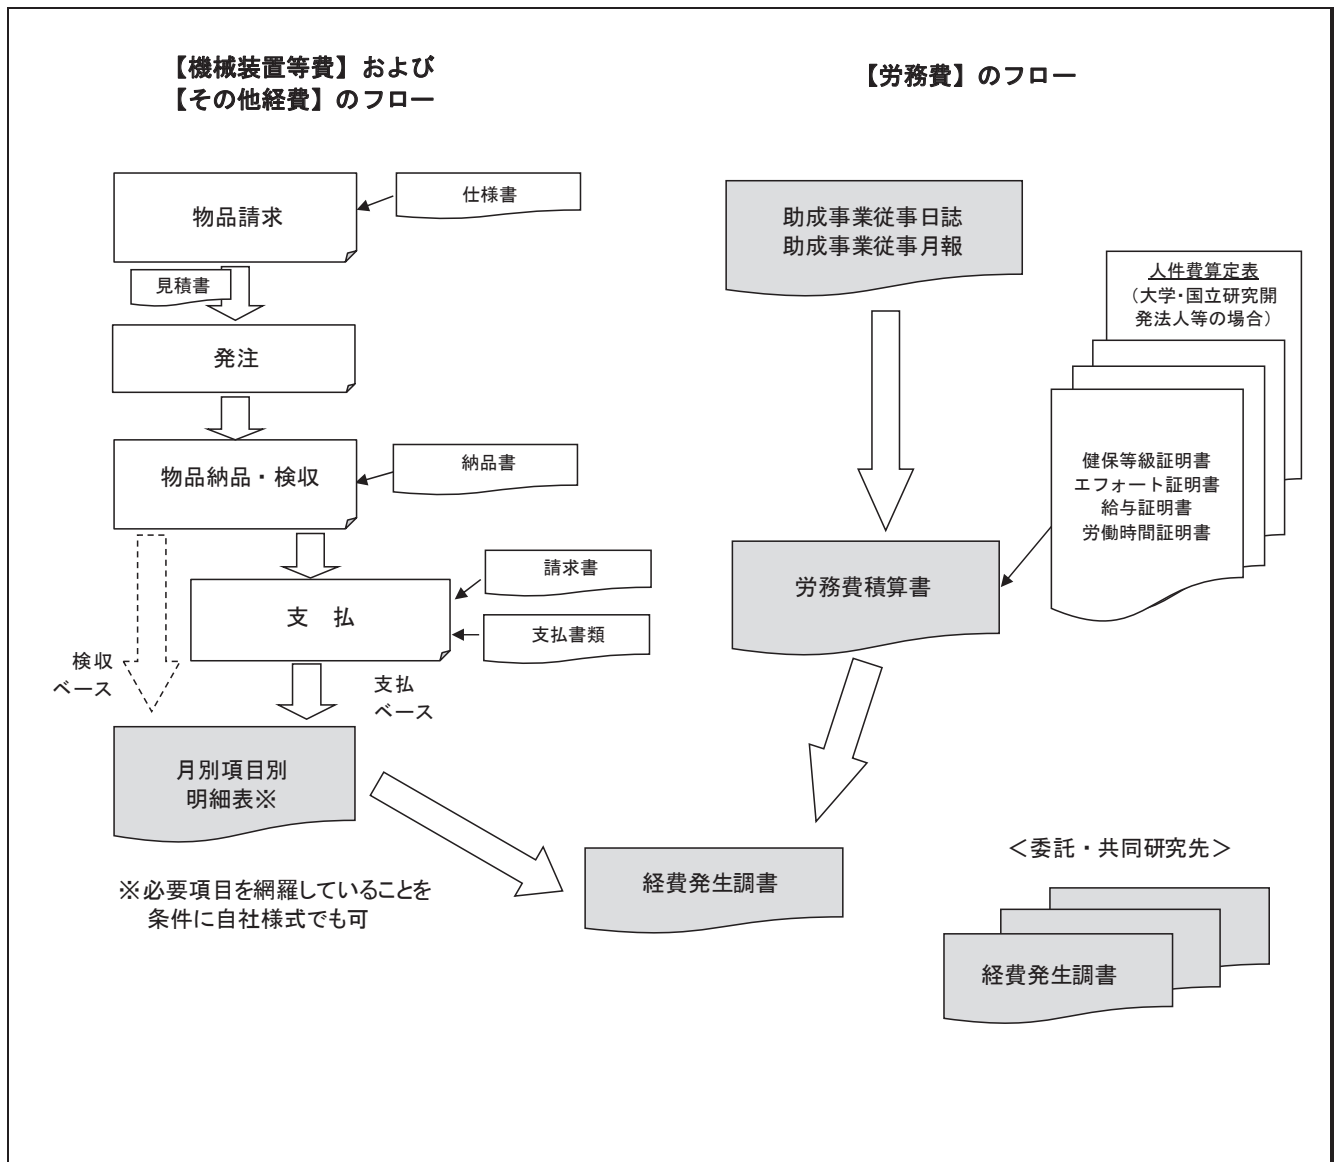 【機械装置等費】および
【その他経費】のフロー
物品請求
仕様書
見積書
発注
物品納品・検収
納品書
支　払
請求書
支払書類
検収
ベース
支払
ベース
月別項目別
明細表※
※必要項目を網羅していることを
条件に自社様式でも可
【労務費】のフロー
助成事業従事日誌
助成事業従事月報
人件費算定表
（大学・国立研究開
発法人等の場合）
健保等級証明書
エフォート証明書
給与証明書
労働時間証明書
労務費積算書
経費発生調書
＜委託・共同研究先＞
経費発生調書